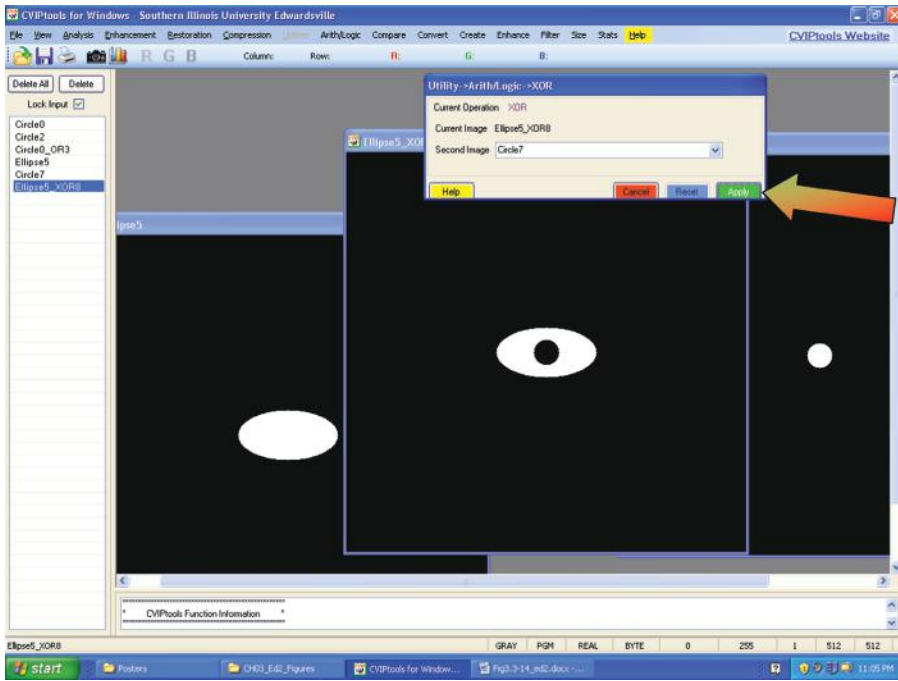 CVIPtools for Windows - Southern Illinois University Edwardsville
File View Analysis Enhancement Restoration Compression Utilities Arith/Logic Compare Convert Create Enhance Filter Size Stats Help CVIPtools Website
R G B Column: Row: R: G: B:
Delete All Delete
Lock Input
Circle0
Circle2
Circle0_OR3
Ellipse5
Circle7
Ellipse5_XOR8
Utility->Arith/Logic->XOR
Current Operation XOR
Current Image Ellipse5_XOR8
Second Image Circle7
Help Cancel Reset Apply
Ellipse5_XO
lipse5
* CVIPtools Function Information *
Ellipse5_XOR8 GRAY PGM REAL BYTE 0 255 1 512 512
start Posters CH03_Ed2_Figures CVIPtools for Window... Fig3.3-14_ed2.docx -... 11:05 PM